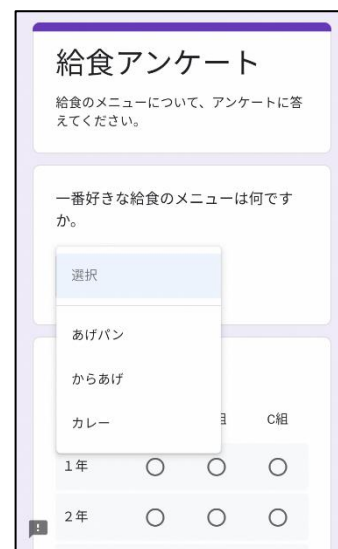 給食アンケート
給食のメニューについて、アンケートに答
えてください。
一番好きな給食のメニューは何です
か。
選択
あげパン
からあげ
カレー
組 C組
1年
2年